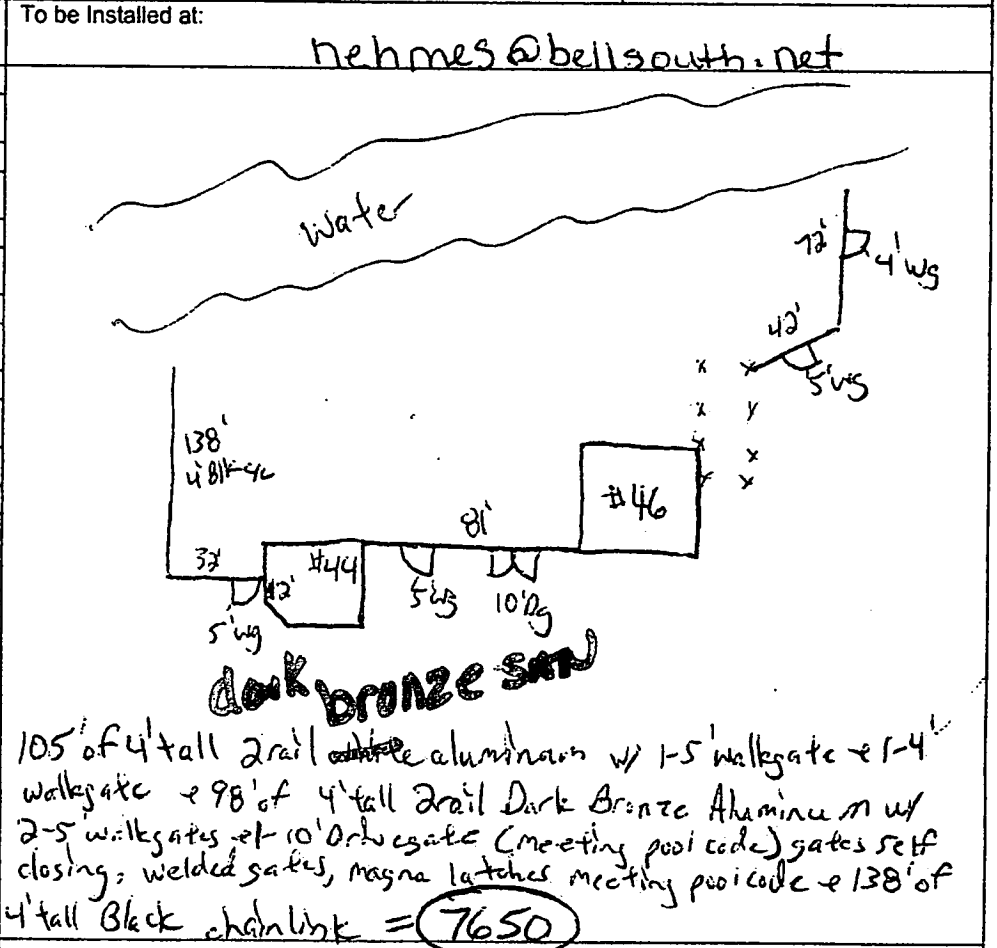 To be Installed at:
nehmes@bellsouth.net
Water
72'
4'wg
42'
5'wg
x x
x y
x x
x x
138'
4'Blk-CL
81'
#46
32'
#44
12'
5'wg
10'Dg
5'wg
dark bronze
105' of 4' tall 2rail aluminum w/ 1-5' walkgate & 1-4'
walkgate & 98' of 4' tall 2rail Dark Bronze Aluminum w/
2-5' walkgates & 1-10' Drivegate (meeting pool code) gates self
closing, welded gates, magna latches meeting pool code & 138' of
4' tall Black chainlink = 7650